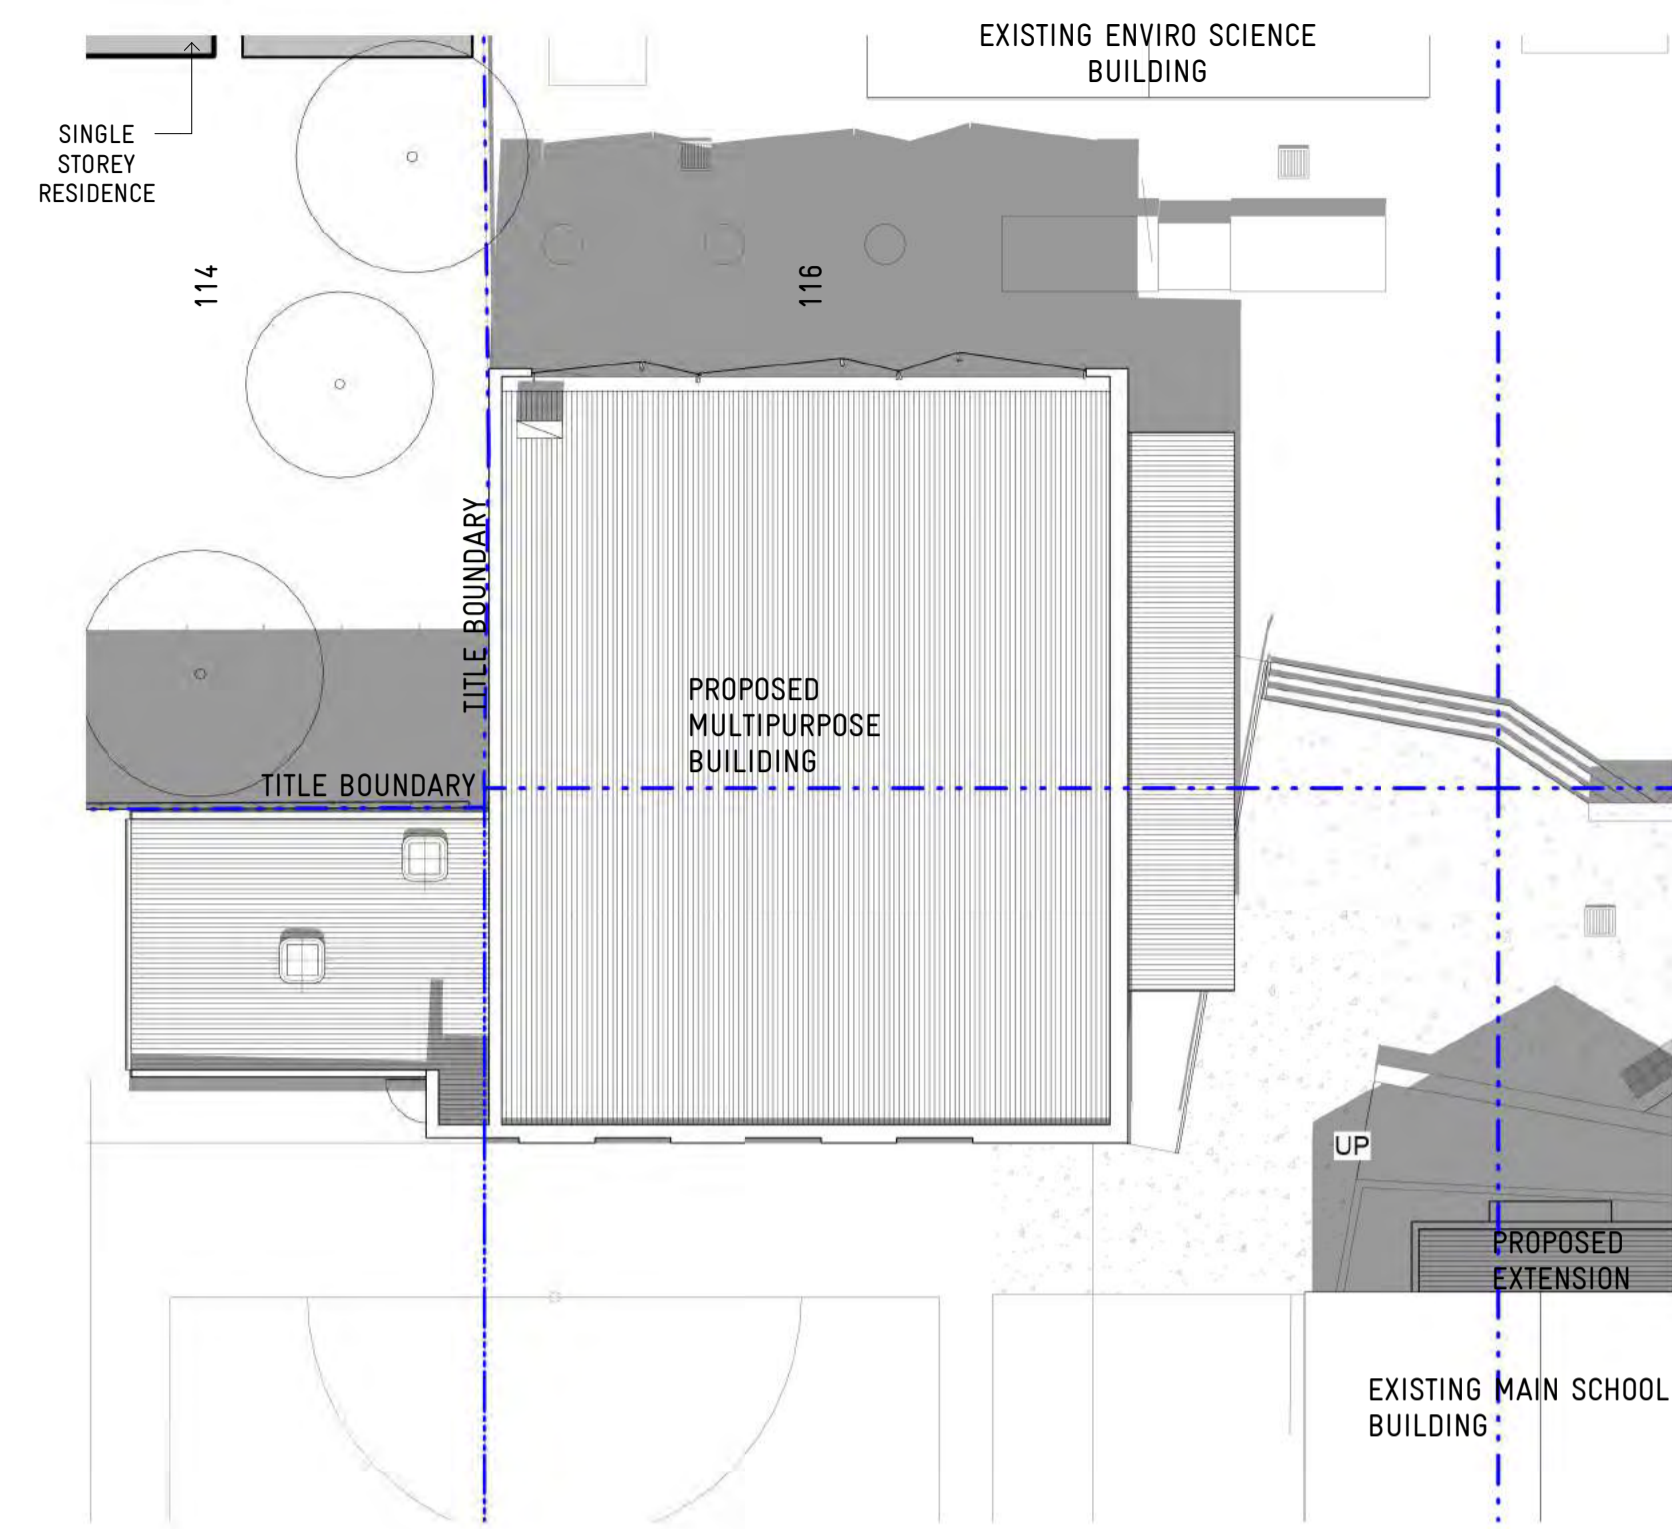 EXISTING ENVIRO SCIENCE
BUILDING
SINGLE
STOREY
RESIDENCE
114
116
TITLE BOUNDARY
PROPOSED
MULTIPURPOSE
BUILIDING
TITLE BOUNDARY
UP
PROPOSED
EXTENSION
EXISTING MAIN SCHOOL
BUILDING